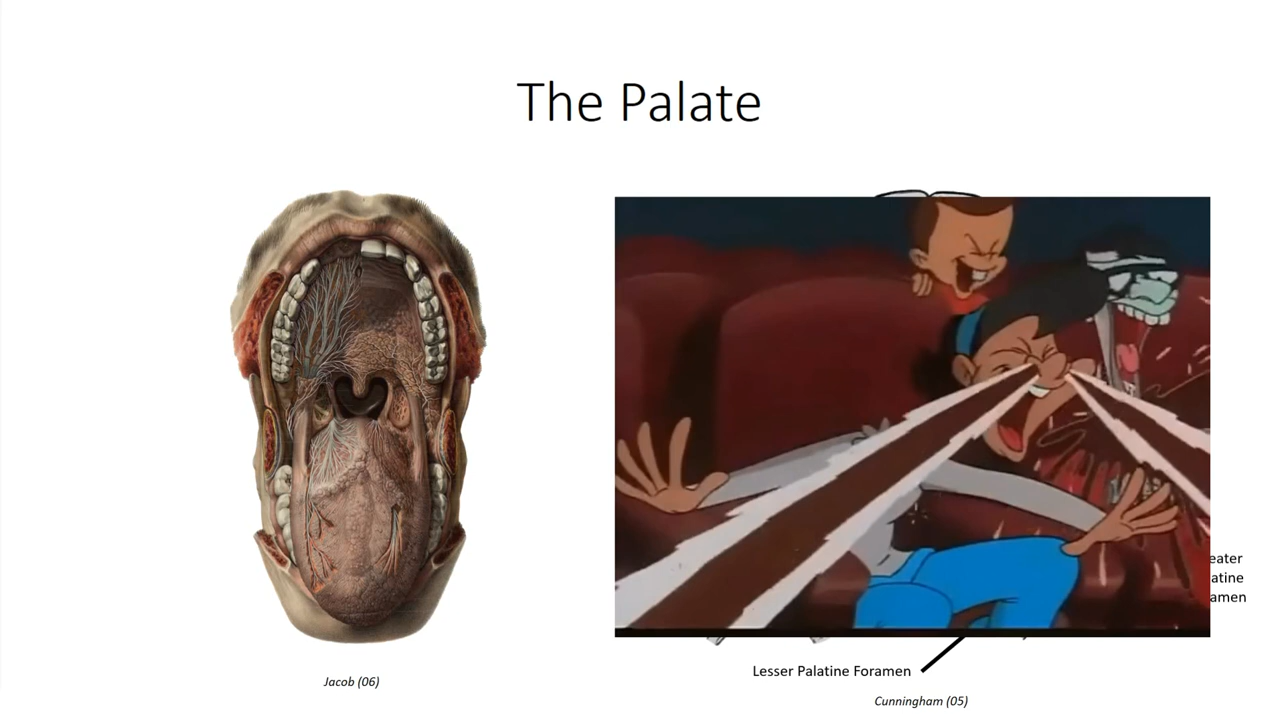 The Palate
eater
atine
amen
Lesser Palatine Foramen
Jacob (06)
Cunningham (05)